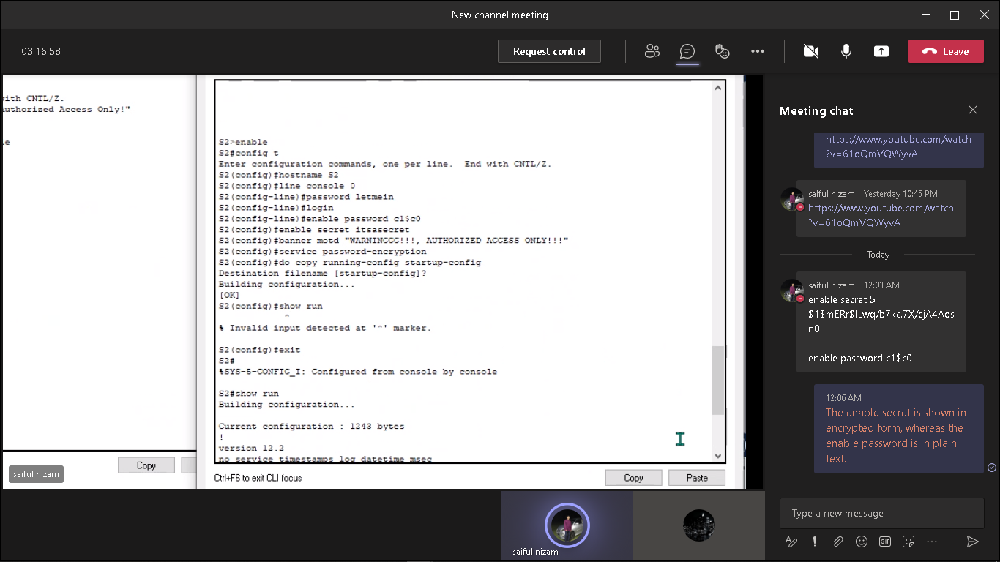 New channel meeting
03:16:58
Request control
Leave
with CNTL/Z.
Authorized Access Only!"
le
S2>enable
S2#config t
Enter configuration commands, one per line.  End with CNTL/Z.
S2(config)#hostname S2
S2(config)#line console 0
S2(config-line)#password letmein
S2(config-line)#login
S2(config-line)#enable password c1$c0
S2(config)#enable secret itsasecret
S2(config)#banner motd "WARNINGGG!!!, AUTHORIZED ACCESS ONLY!!!"
S2(config)#service password-encryption
S2(config)#do copy running-config startup-config
Destination filename [startup-config]?
Building configuration...
[OK]
S2(config)#show run
^
% Invalid input detected at '^' marker.
S2(config)#exit
S2#
%SYS-5-CONFIG_I: Configured from console by console
S2#show run
Building configuration...
Current configuration : 1243 bytes
!
version 12.2
no service timestamps log datetime msec
Copy
Ctrl+F6 to exit CLI focus
Copy
Paste
saiful nizam
saiful nizam
Meeting chat
https://www.youtube.com/watch
?v=61oQmVQWyvA
saiful nizam Yesterday 10:45 PM
https://www.youtube.com/watch
?v=61oQmVQWyvA
Today
saiful nizam 12:03 AM
enable secret 5
$1$mERr$ILwq/b7kc.7X/ejA4Aos
n0
enable password c1$c0
12:06 AM
The enable secret is shown in
encrypted form, whereas the
enable password is in plain
text.
Type a new message
GIF